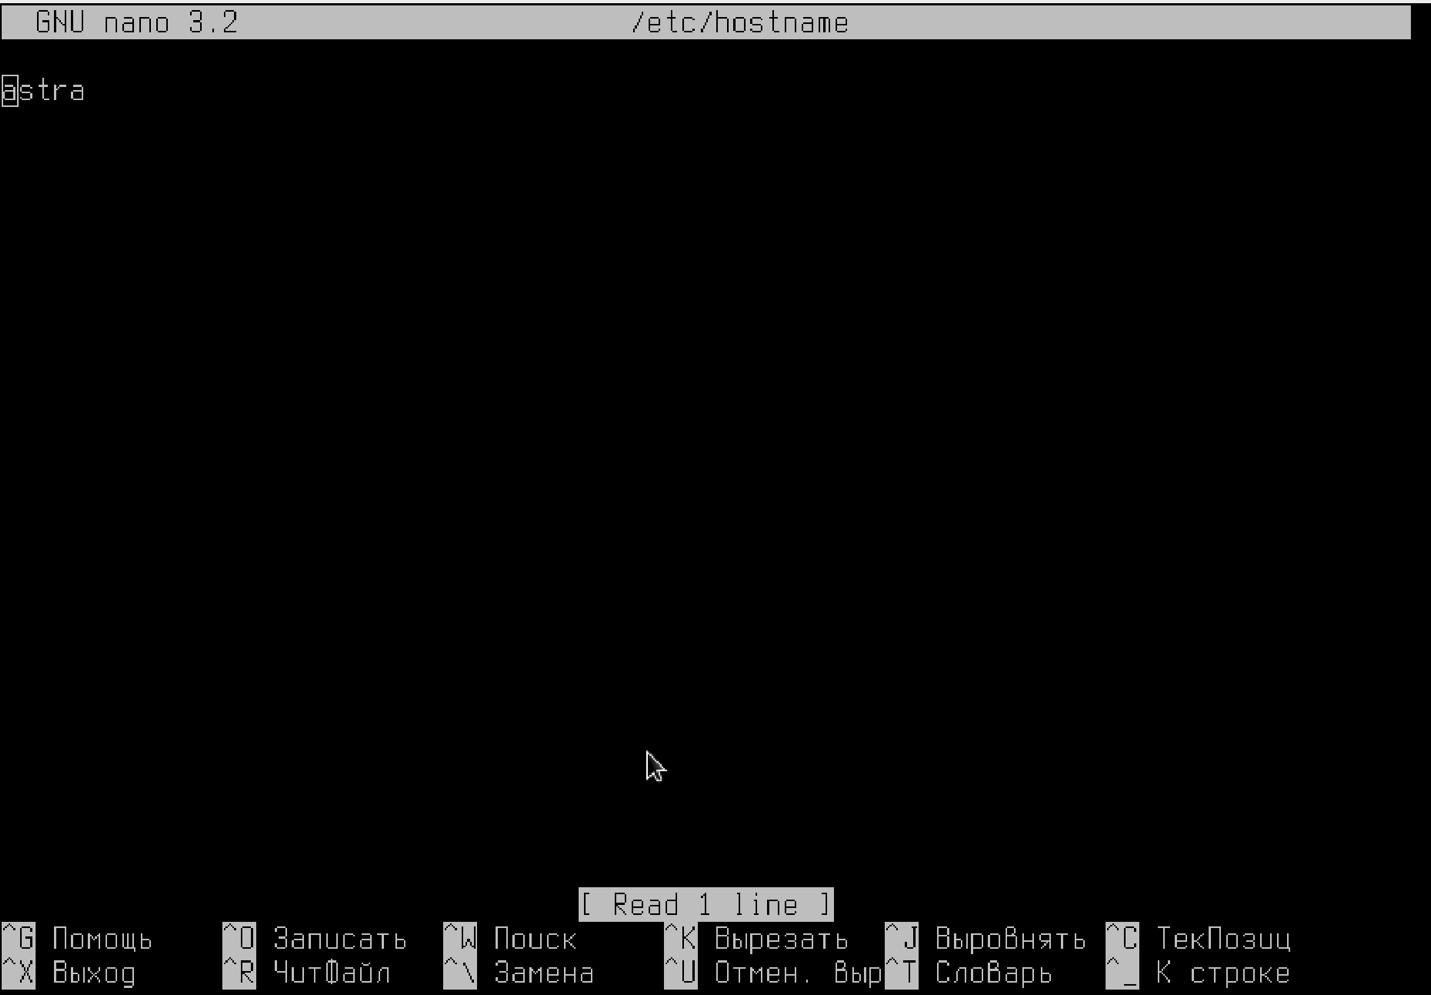 GNU nano 3.2 /etc/hostname
astra
[ Read 1 line ]
^G Помощь ^O Записать ^W Поиск ^K Вырезать ^J Выровнять ^C ТекПозиц
^X Выход ^R ЧитФайл ^\ Замена ^U Отмен. выр ^T Словарь ^_ К строке